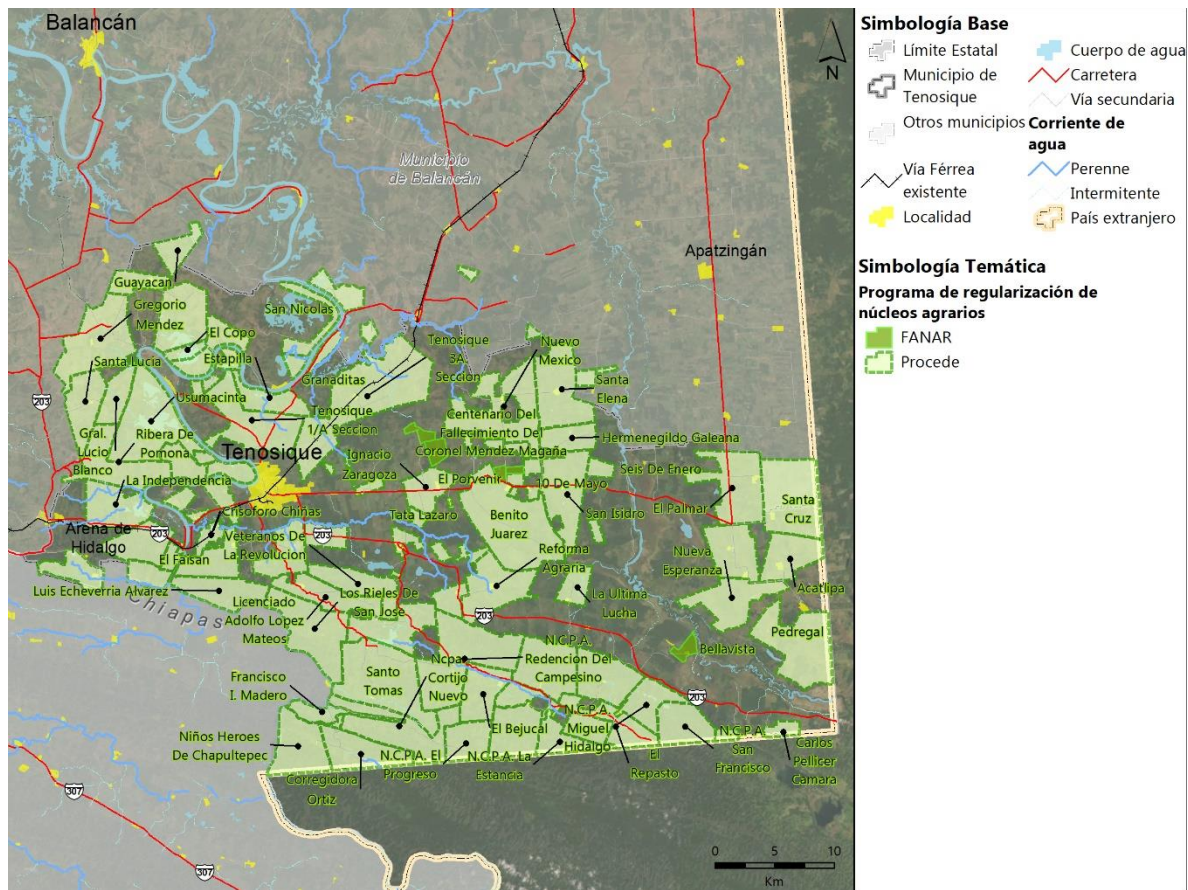 Balancán
Municipio
de Balancán
N
Apatzingán
Guayacan
Gregorio
Mendez
San Nicolas
El Copo
Estapilla
Santa Lucia
Granaditas
Tenosique
3A.
Seccion
Nuevo
Mexico
Santa
Elena
Usumacinta
Tenosique
1/A Seccion
Centenario Del
Fallecimiento Del
Coronel Mendez Magaña
Hermenegildo Galeana
203
Gral.
Lucio
Blanco
Ribera De
Pomona
Tenosique
Ignacio
Zaragoza
La Independencia
El Porvenir
10 De Mayo
Seis De Enero
El Palmar
Santa
Cruz
San Isidro
Benito
Juarez
Tata Lazaro
Crisoforo Chiñas
Arena de
Hidalgo
203
El Faisan
Veteranos De
La Revolucion
203
Reforma
Agraria
Nueva
Esperanza
Acatlipa
Luis Echeverria Alvarez
Chiapas
Licenciado
Adolfo Lopez
Mateos
Los Rieles De
San Jose
La Ultima
Lucha
203
Pedregal
Bellavista
N.C.P.A.
Redencion Del
Campesino
Ncpa
Cortijo
Nuevo
Santo
Tomas
Francisco
I. Madero
203
Niños Heroes
De Chapultepec
El Bejucal
N.C.P.A.
Miguel
Hidalgo
N.C.P.A.
San
Francisco
Carlos
Pellicer
Camara
El
Repasto
N.C.P.A. El
Progreso
N.C.P.A. La
Estancia
Corregidora
Ortiz
307
307
0 5 10
Km
Simbología Base
Límite Estatal
Municipio de
Tenosique
Otros municipios
Vía Férrea
existente
Localidad
Cuerpo de agua
Carretera
Vía secundaria
Corriente de
agua
Perenne
Intermitente
País extranjero
Simbología Temática
Programa de regularización de
núcleos agrarios
FANAR
Procede